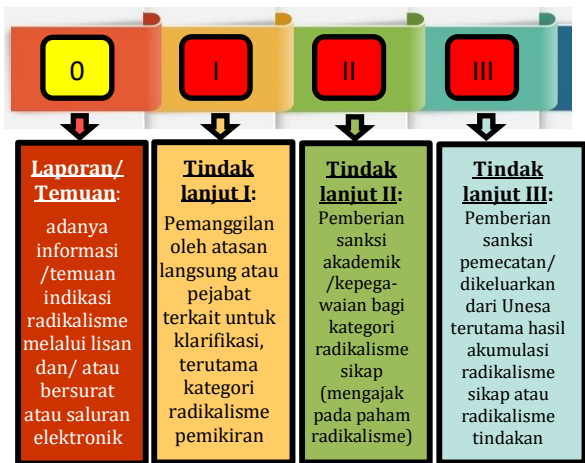 0
I
II
III
Laporan/
Temuan:
adanya
informasi
/temuan
indikasi
radikalisme
melalui lisan
dan/ atau
bersurat
atau saluran
elektronik
Tindak
lanjut I:
Pemanggilan
oleh atasan
langsung atau
pejabat
terkait untuk
klarifikasi,
terutama
kategori
radikalisme
pemikiran
Tindak
lanjut II:
Pemberian
sanksi
akademik
/kepega-
waian bagi
kategori
radikalisme
sikap
(mengajak
pada paham
radikalisme)
Tindak
lanjut III:
Pemberian
sanksi
pemecatan/
dikeluarkan
dari Unesa
terutama hasil
akumulasi
radikalisme
sikap atau
radikalisme
tindakan